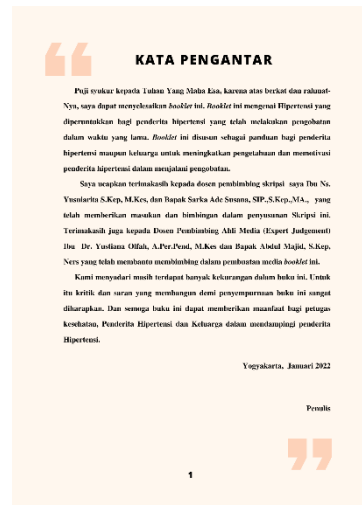 KATA PENGANTAR
Puji syukur kepada Tuhan Yang Maha Esa, karena atas berkat dan rahmat-
Nya, saya dapat menyelesaikan booklet ini. Booklet ini mengenai Hipertensi yang
diperuntukkan bagi penderita hipertensi yang telah melakukan pengobatan
dalam waktu yang lama. Booklet ini disusun sebagai panduan bagi penderita
hipertensi maupun keluarga untuk meningkatkan pengetahuan dan memotivasi
penderita hipertensi dalam menjalani pengobatan.
Saya ucapkan terimakasih kepada dosen pembimbing skripsi saya Ibu Ns.
Yusniarita S.Kep, M.Kes, dan Bapak Sarka Ade Susana, SIP.,S.Kep.,MA., yang
telah memberikan masukan dan bimbingan dalam penyusunan Skripsi ini.
Terimakasih juga kepada Dosen Pembimbing Ahli Media (Expert Judgement)
Ibu Dr. Yustiana Olfah, A.Per.Pend, M.Kes dan Bapak Abdul Majid, S.Kep,
Ners yang telah membantu membimbing dalam pembuatan media booklet ini.
Kami menyadari masih terdapat banyak kekurangan dalam buku ini. Untuk
itu kritik dan saran yang membangun demi penyempurnaan buku ini sangat
diharapkan. Dan semoga buku ini dapat memberikan manfaat bagi petugas
kesehatan, Penderita Hipertensi dan Keluarga dalam mendampingi penderita
Hipertensi.
Yogyakarta, Januari 2022
Penulis
1